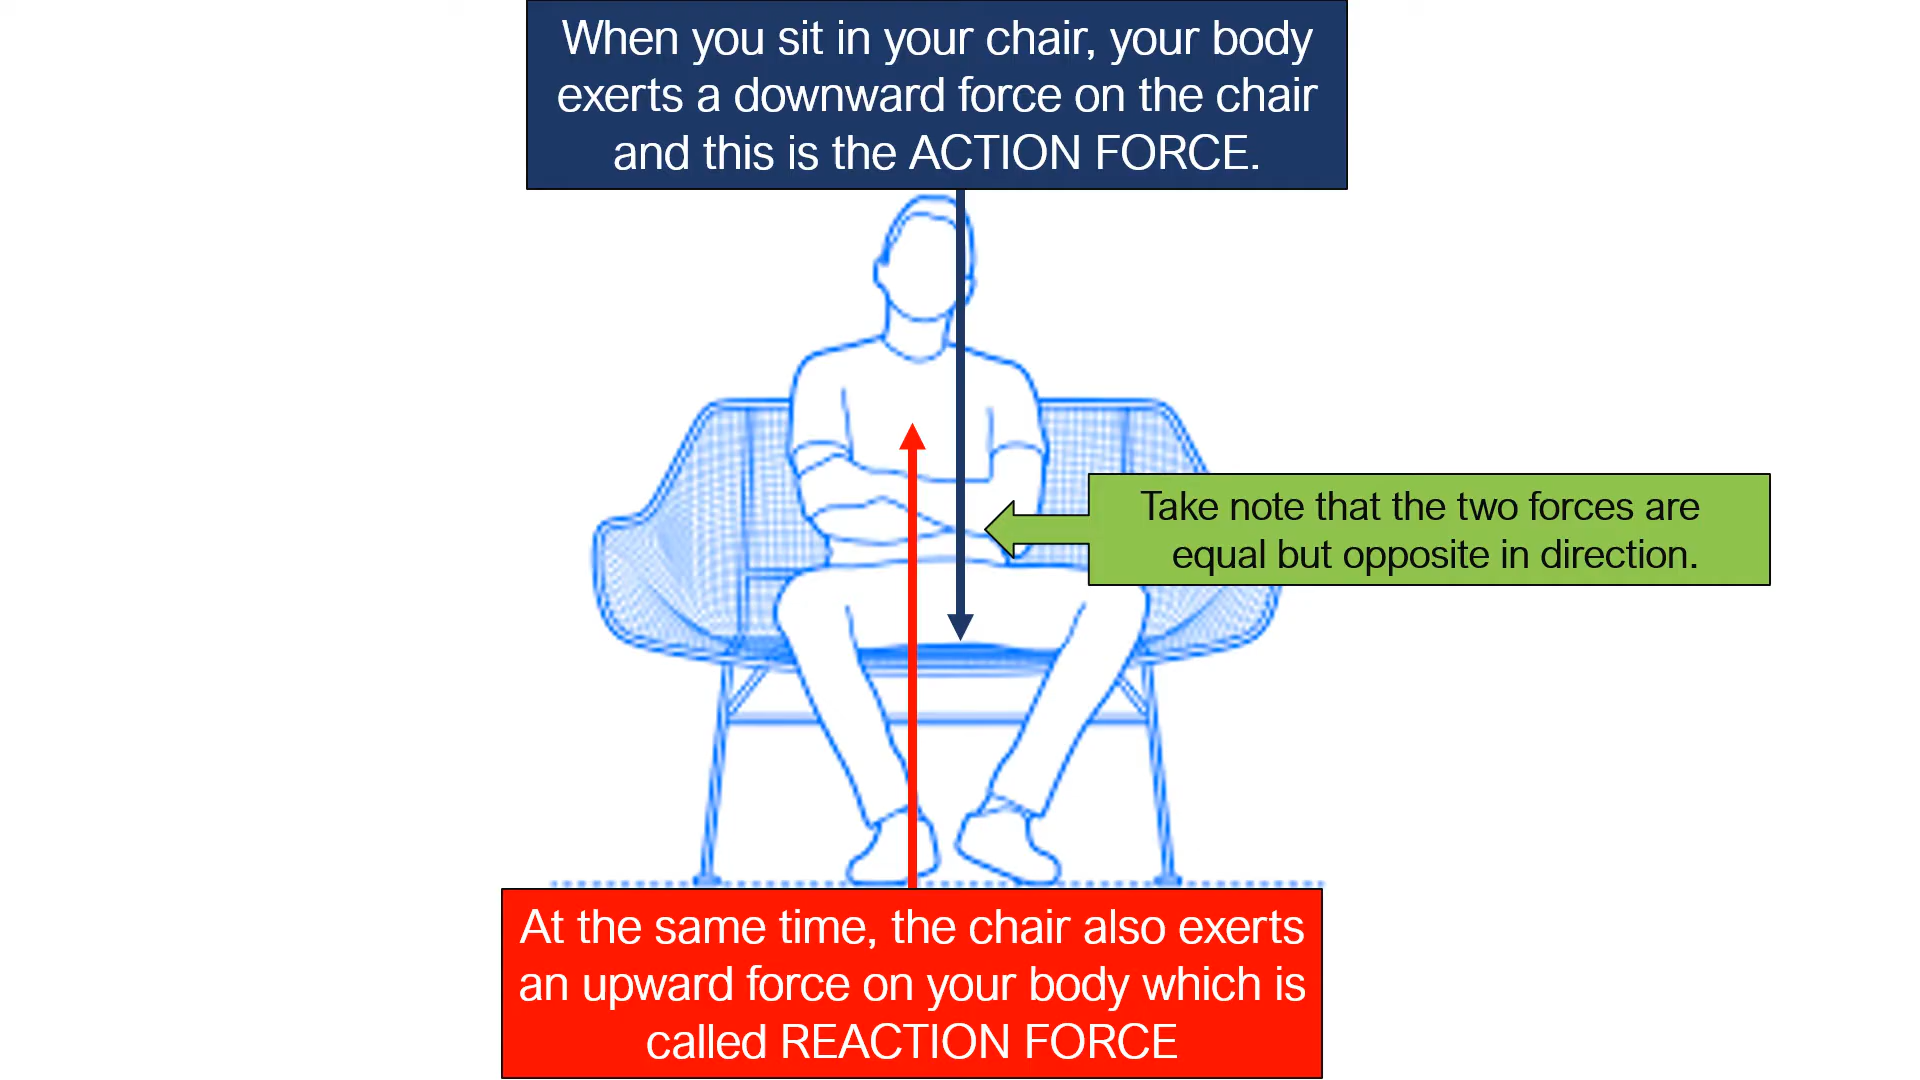 When you sit in your chair, your body
exerts a downward force on the chair
and this is the ACTION FORCE.
Take note that the two forces are
equal but opposite in direction.
At the same time, the chair also exerts
an upward force on your body which is
called REACTION FORCE